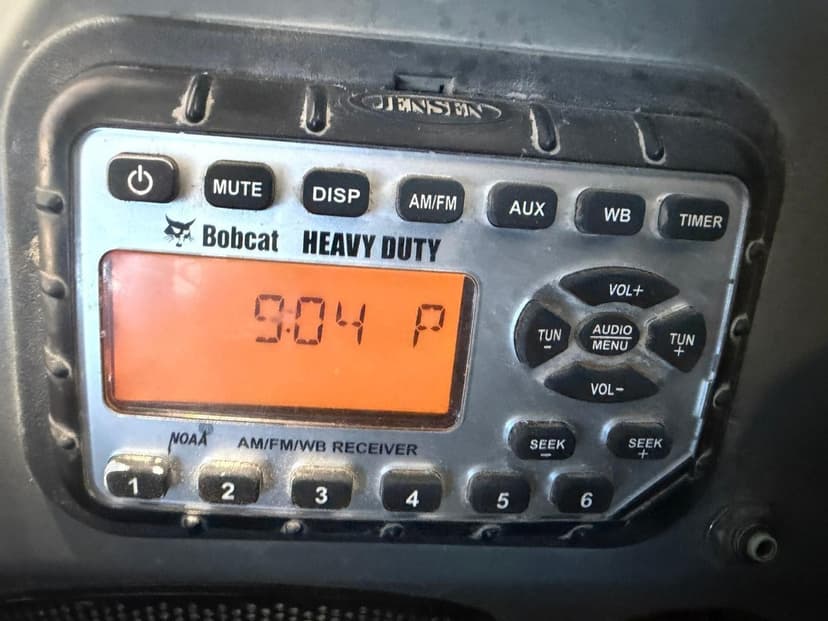 JENSEN
MUTE DISP AM/FM AUX WB TIMER
Bobcat HEAVY DUTY
9:04 P
VOL+
TUN - AUDIO MENU TUN +
VOL-
SEEK - SEEK +
NOAA AM/FM/WB RECEIVER
1 2 3 4 5 6